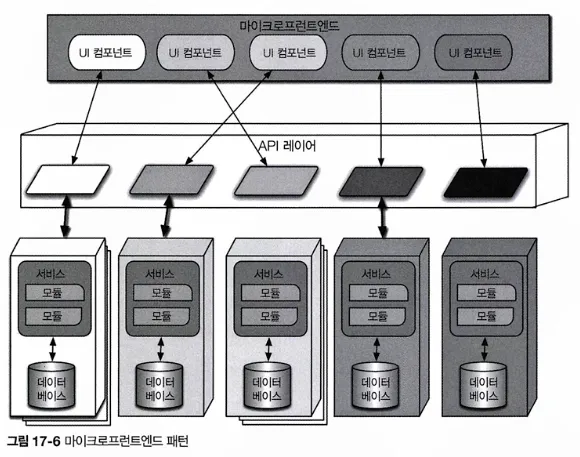 마이크로프런트엔드
UI 컴포넌트
UI 컴포넌트
UI 컴포넌트
UI 컴포넌트
UI 컴포넌트
API 레이어
서비스
모듈
모듈
데이터
베이스
서비스
모듈
모듈
데이터
베이스
서비스
모듈
모듈
데이터
베이스
서비스
모듈
모듈
데이터
베이스
서비스
모듈
모듈
데이터
베이스
그림 17-6 마이크로프런트엔드 패턴